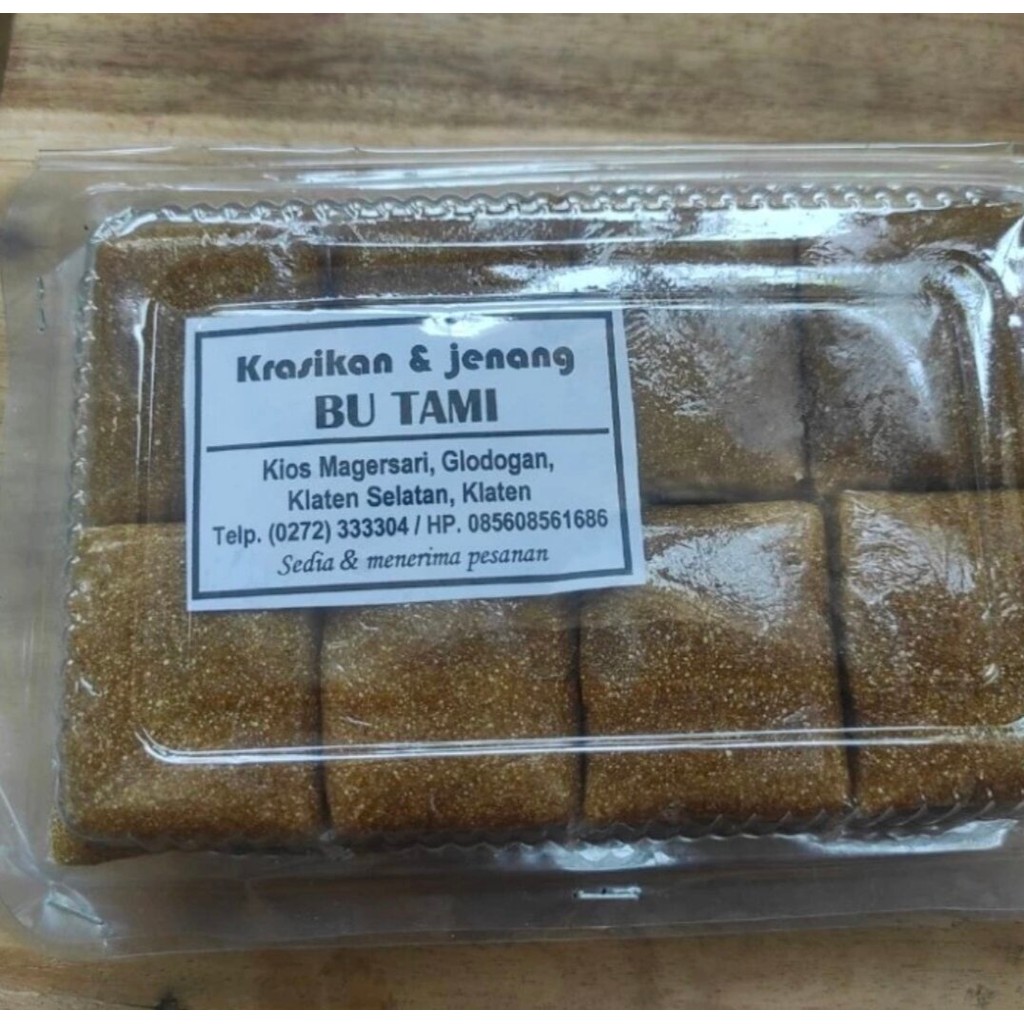 Krasikan & jenang
BU TAMI
Kios Magersari, Glodogan,
Klaten Selatan, Klaten
Telp. (0272) 333304 / HP. 085608561686
Sedia & menerima pesanan